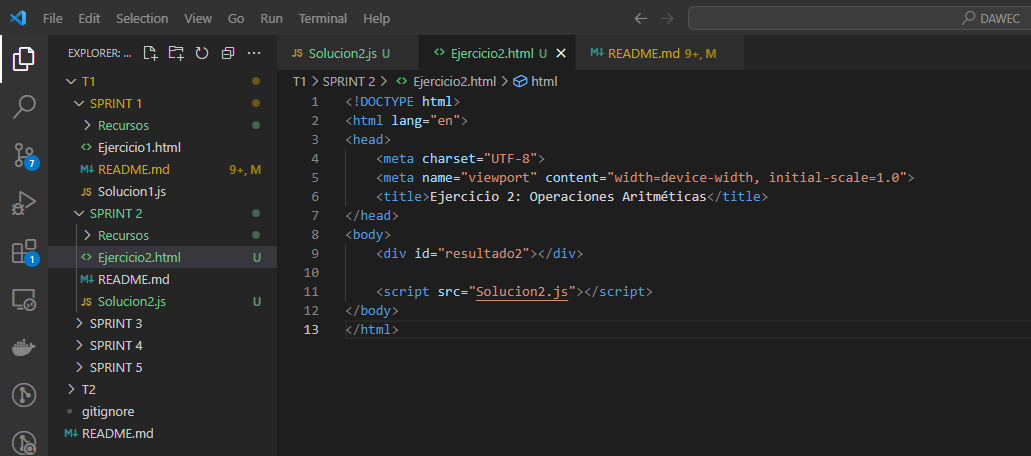 File Edit Selection View Go Run Terminal Help
DAWEC
EXPLORER: ...
T1
SPRINT 1
Recursos
Ejercicio1.html
README.md 9+, M
JS Solucion1.js
SPRINT 2
Recursos
Ejercicio2.html U
README.md
JS Solucion2.js U
SPRINT 3
SPRINT 4
SPRINT 5
T2
gitignore
README.md
7
1
Solucion2.js U
Ejercicio2.html U
README.md 9+, M
T1 > SPRINT 2 > Ejercicio2.html > html
1 <!DOCTYPE html>
2 <html lang="en">
3 <head>
4 <meta charset="UTF-8">
5 <meta name="viewport" content="width=device-width, initial-scale=1.0">
6 <title>Ejercicio 2: Operaciones Aritméticas</title>
7 </head>
8 <body>
9 <div id="resultado2"></div>
10
11 <script src="Solucion2.js"></script>
12 </body>
13 </html>